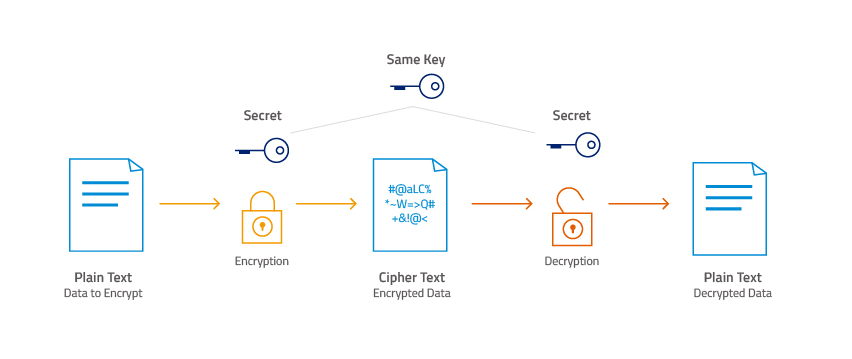 Same Key
Secret
Secret
#@aLC%
*~W=>Q#
+&!@<
Encryption
Decryption
Plain Text
Data to Encrypt
Cipher Text
Encrypted Data
Plain Text
Decrypted Data